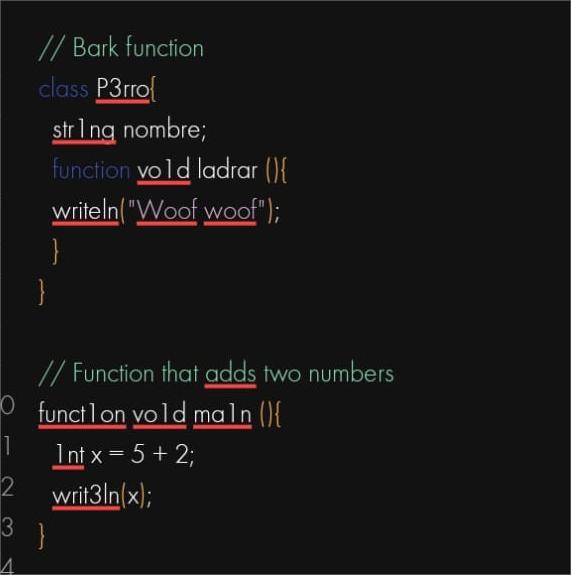 // Bark function
class P3rro{
str1ng nombre;
function vo1d ladrar (){
writeln("Woof woof");
}
}
// Function that adds two numbers
0 funct1on vo1d ma1n (){
1 1nt x = 5 + 2;
2 writ3ln(x);
3 }
4